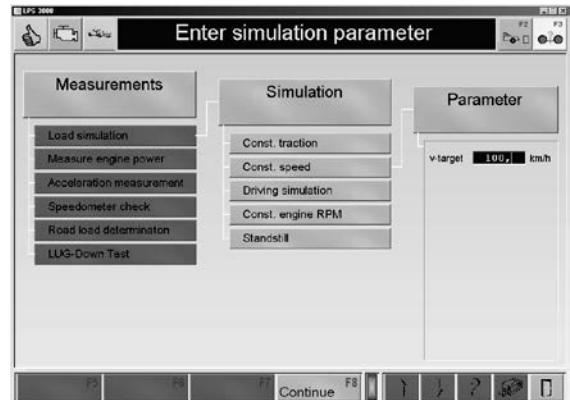 LPS 3000
Enter simulation parameter
F2
F3
Measurements
Load simulation
Measure engine power
Acceleration measurement
Speedometer check
Road load determinaton
LUG-Down Test
Simulation
Const. traction
Const. speed
Driving simulation
Const. engine RPM
Standstill
Parameter
v-target 100, km/h
F5
F6
F7
Continue F8
?